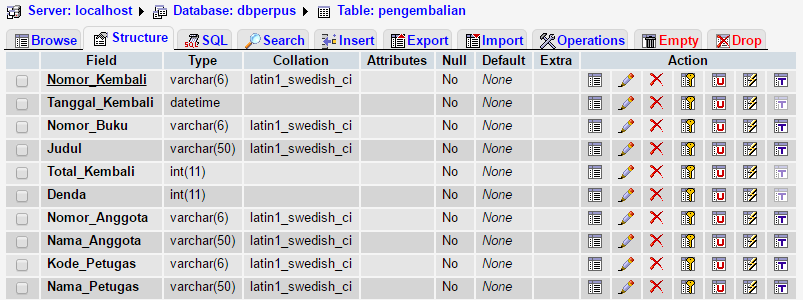 Server: localhost Database: dbperpus Table: pengembalian
Browse Structure SQL Search Insert Export Import Operations Empty Drop
Field Type Collation Attributes Null Default Extra Action
Nomor_Kembali varchar(6) latin1_swedish_ci No None
Tanggal_Kembali datetime No None
Nomor_Buku varchar(6) latin1_swedish_ci No None
Judul varchar(50) latin1_swedish_ci No None
Total_Kembali int(11) No None
Denda int(11) No None
Nomor_Anggota varchar(6) latin1_swedish_ci No None
Nama_Anggota varchar(50) latin1_swedish_ci No None
Kode_Petugas varchar(6) latin1_swedish_ci No None
Nama_Petugas varchar(50) latin1_swedish_ci No None